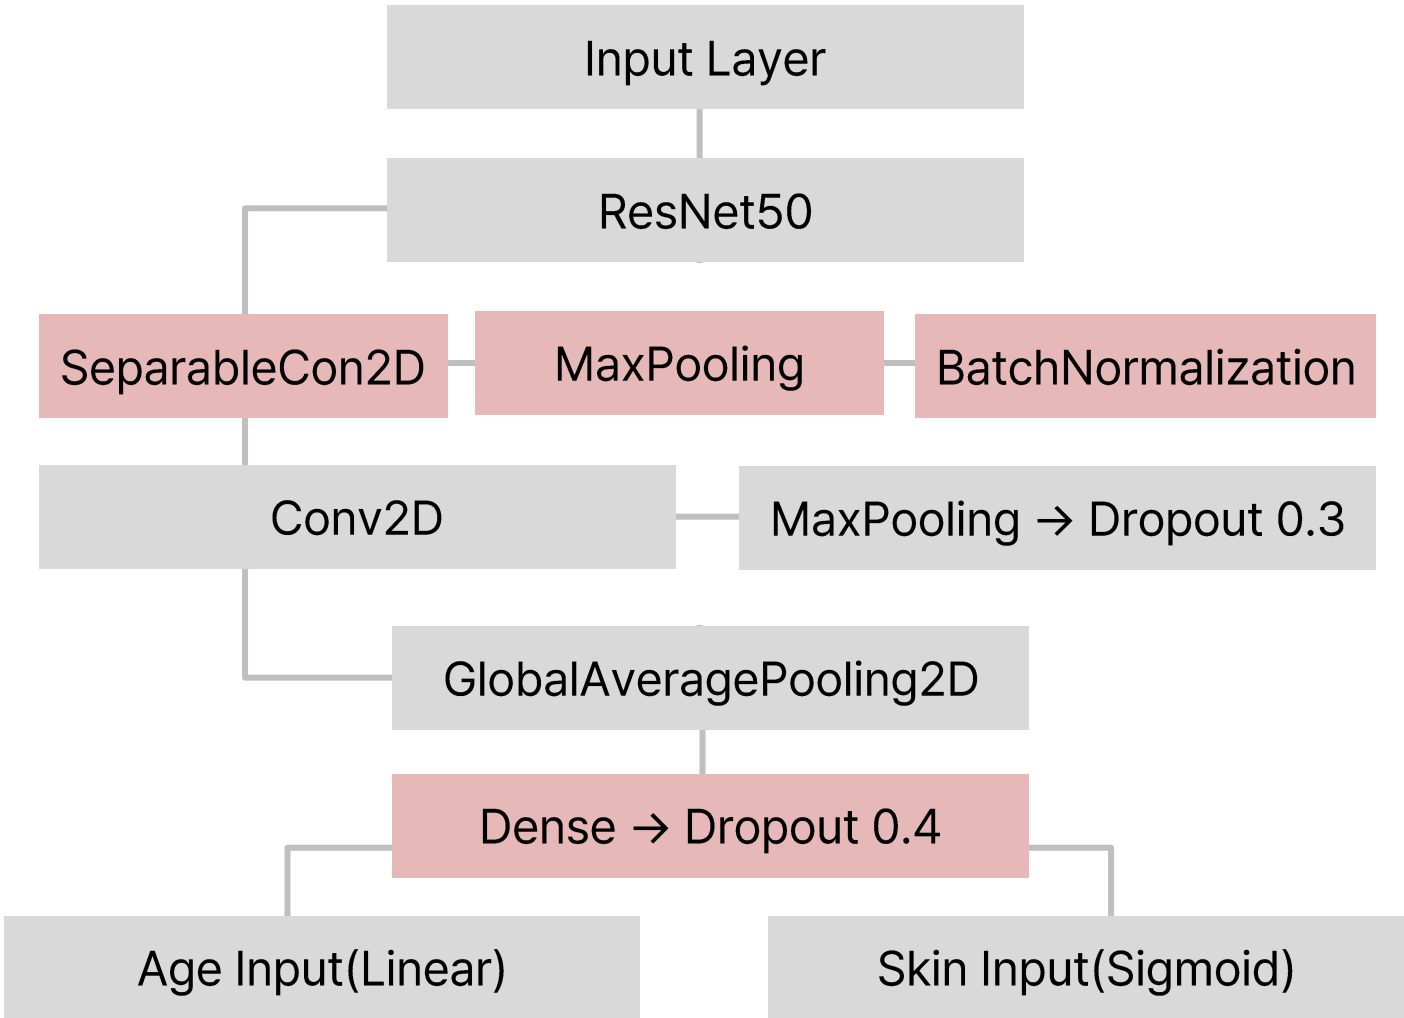 Input Layer
ResNet50
SeparableCon2D
MaxPooling
BatchNormalization
Conv2D
MaxPooling → Dropout 0.3
GlobalAveragePooling2D
Dense → Dropout 0.4
Age Input(Linear)
Skin Input(Sigmoid)